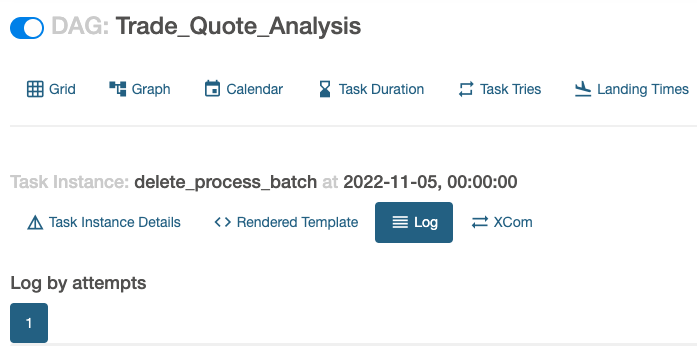 DAG: Trade_Quote_Analysis
Grid Graph Calendar Task Duration Task Tries Landing Times
Task Instance: delete_process_batch at 2022-11-05, 00:00:00
Task Instance Details Rendered Template Log XCom
Log by attempts
1